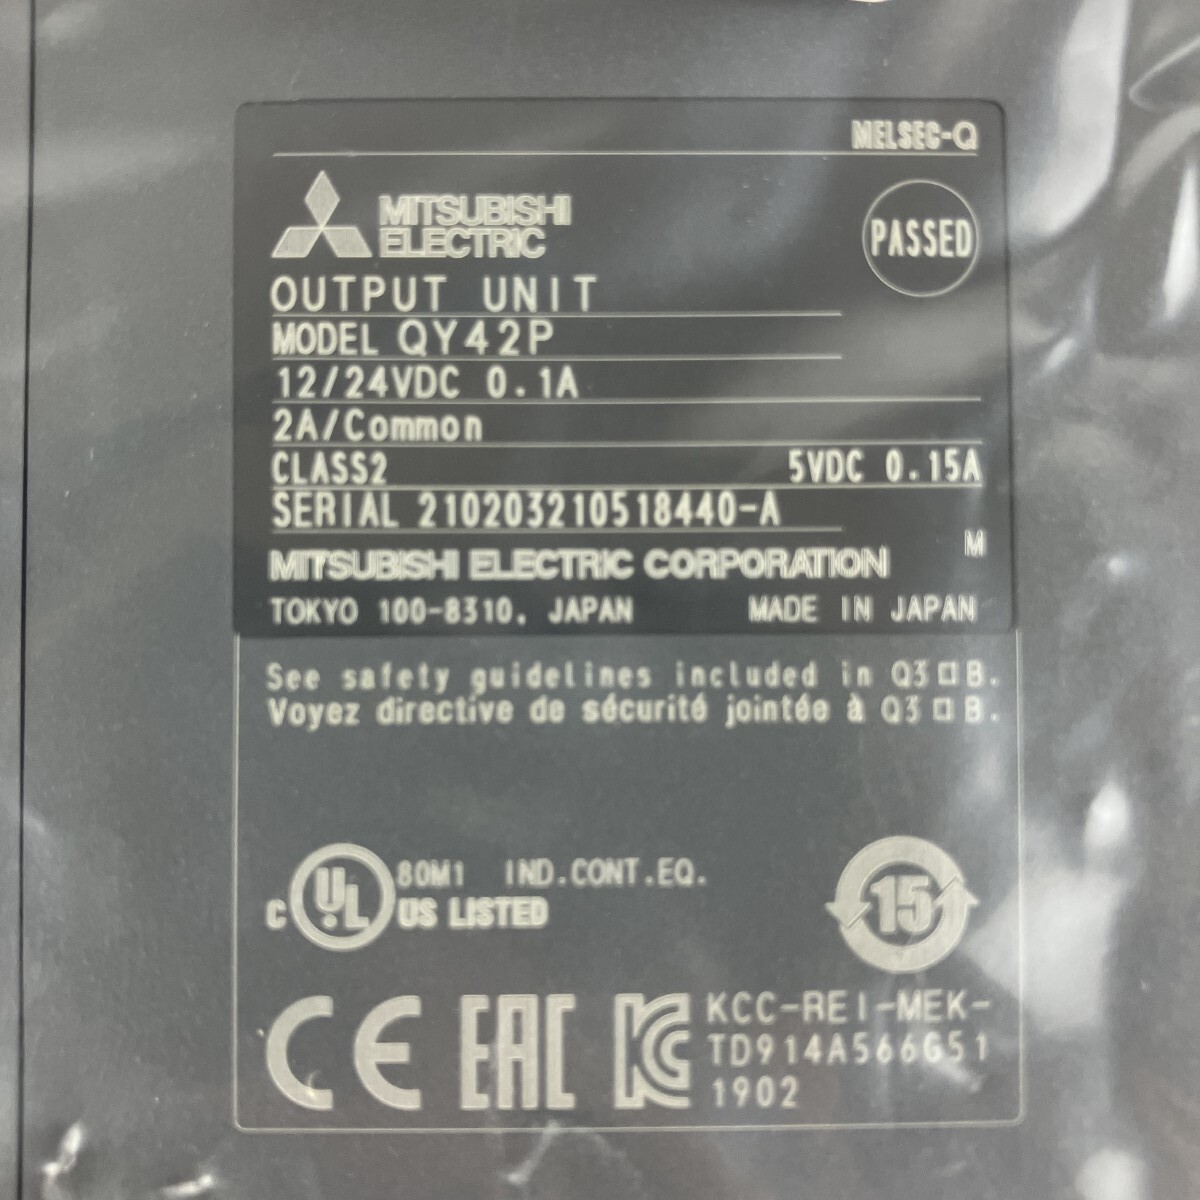 MELSEC-Q
MITSUBISHI
ELECTRIC
PASSED
OUTPUT UNIT
MODEL QY42P
12/24VDC 0.1A
2A/Common
CLASS2 5VDC 0.15A
SERIAL 210203210518440-A
M
MITSUBISHI ELECTRIC CORPORATION
TOKYO 100-8310, JAPAN MADE IN JAPAN
See safety guidelines included in Q3□B.
Voyez directive de sécurité jointée à Q3□B.
80M1 IND.CONT.EQ.
C UL US LISTED
15
CE EAC KC KCC-REI-MEK-
TD914A566G51
1902